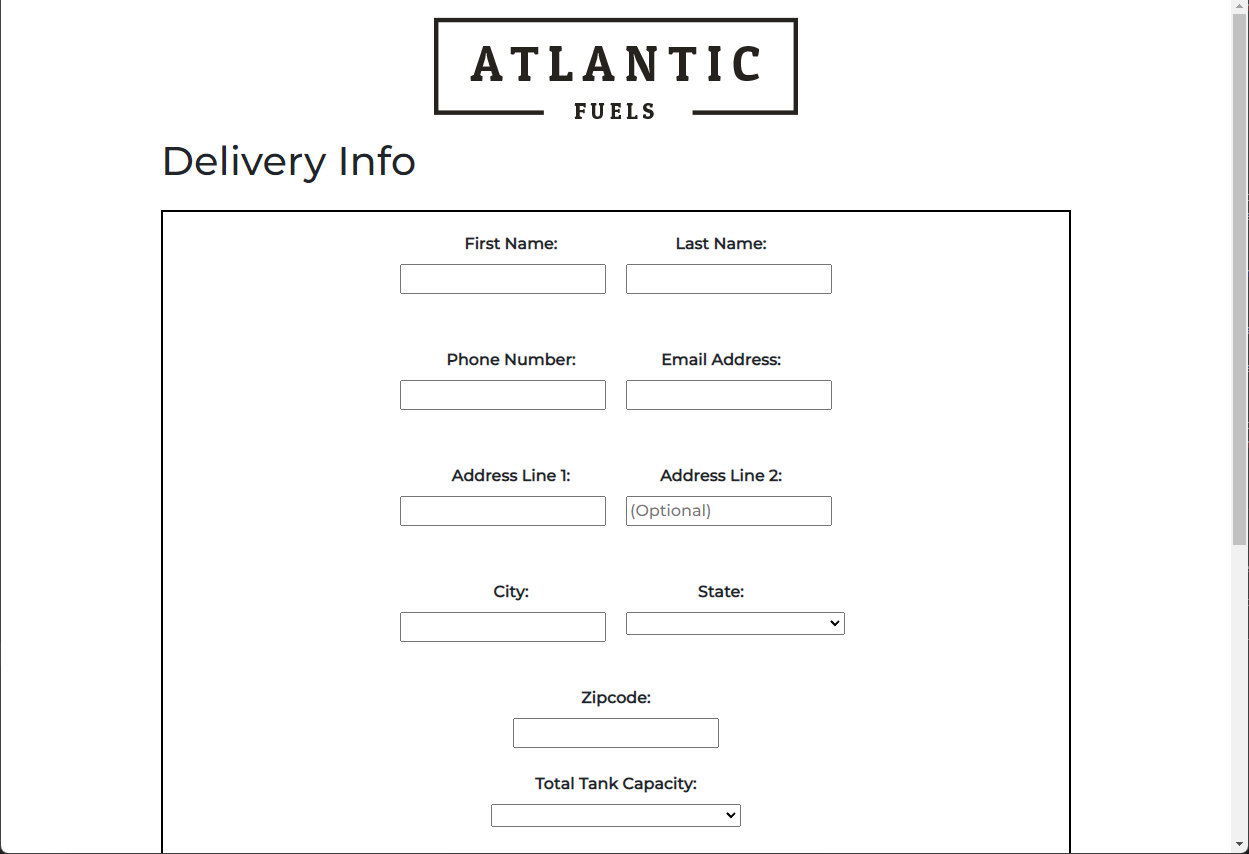 ATLANTIC
FUELS
Delivery Info
First Name: Last Name:
Phone Number: Email Address:
Address Line 1: Address Line 2:
(Optional)
City: State:
Zipcode:
Total Tank Capacity: